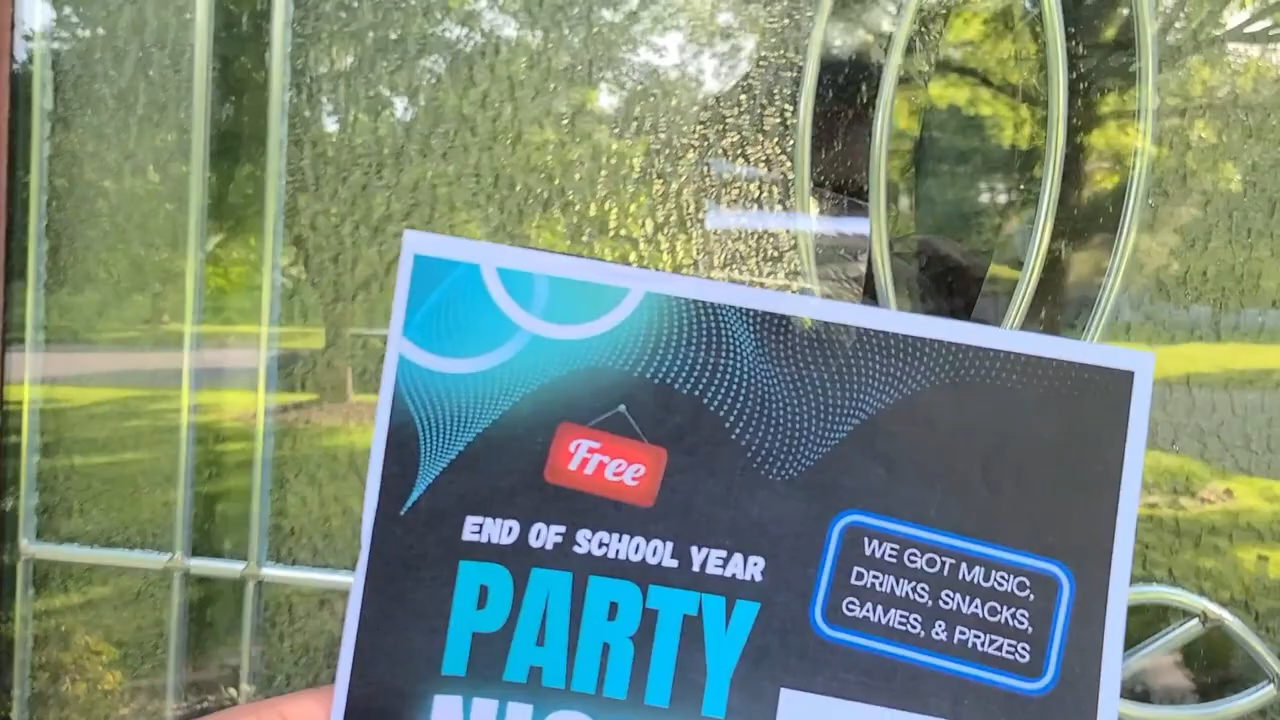 Free
END OF SCHOOL YEAR
PARTY
WE GOT MUSIC,
DRINKS, SNACKS,
GAMES, & PRIZES